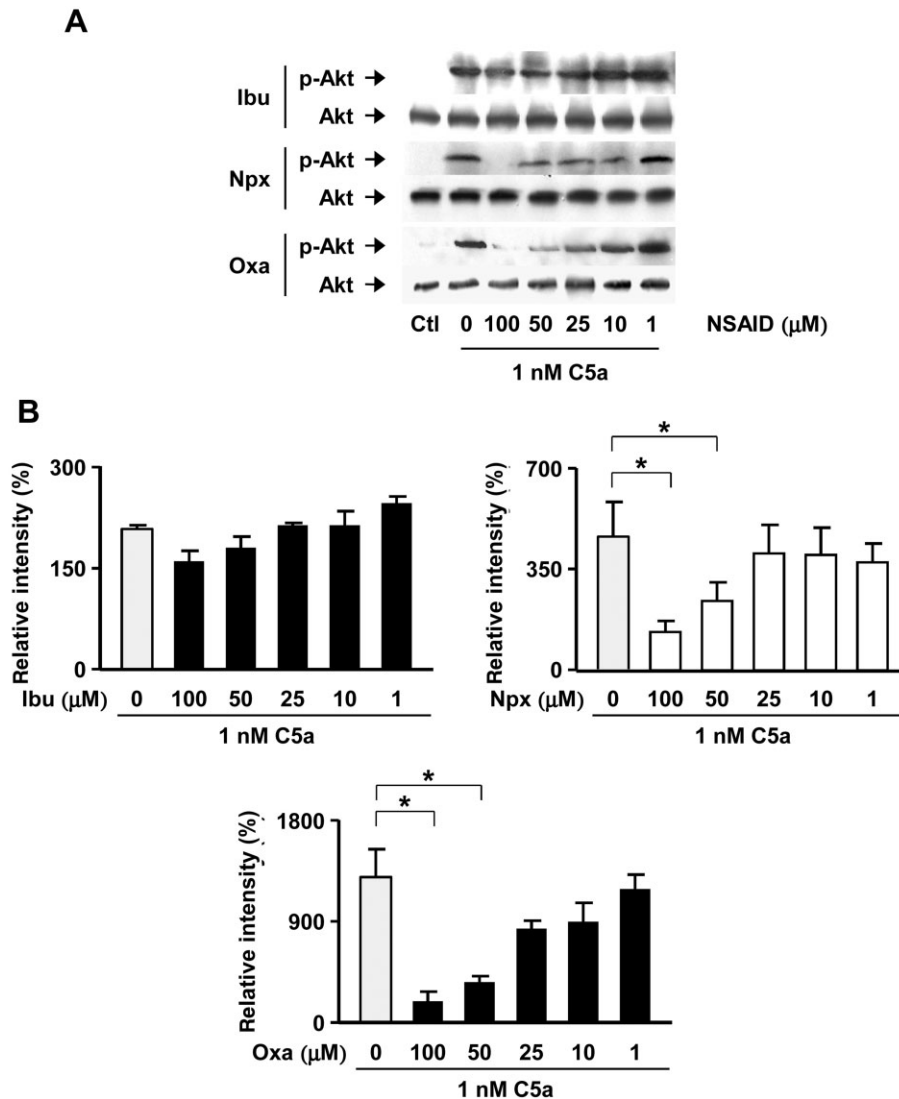 A
Ibu
p-Akt
Akt
Npx
p-Akt
Akt
Oxa
p-Akt
Akt
Ctl 0 100 50 25 10 1 NSAID (μM)
1 nM C5a
B
Relative intensity (%)
300
150
0
Ibu (μM) 0 100 50 25 10 1
1 nM C5a
Relative intensity (%)
700
350
0
*
*
Npx (μM) 0 100 50 25 10 1
1 nM C5a
Relative intensity (%)
1800
900
0
*
*
Oxa (μM) 0 100 50 25 10 1
1 nM C5a